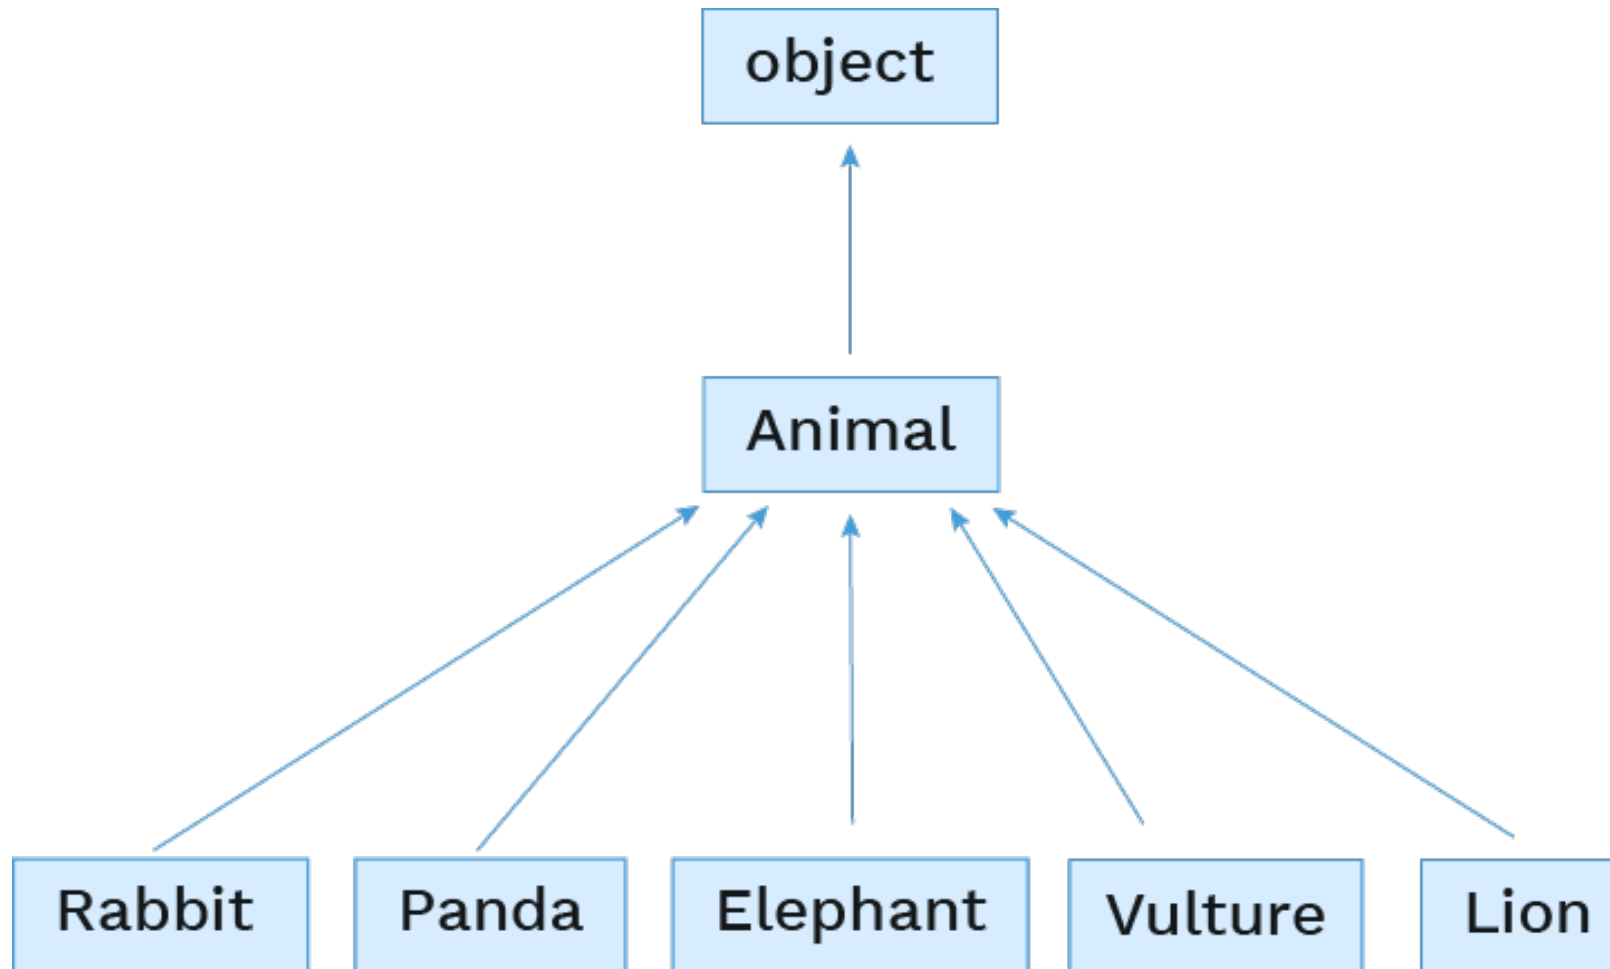 object
Animal
Rabbit
Panda
Elephant
Vulture
Lion